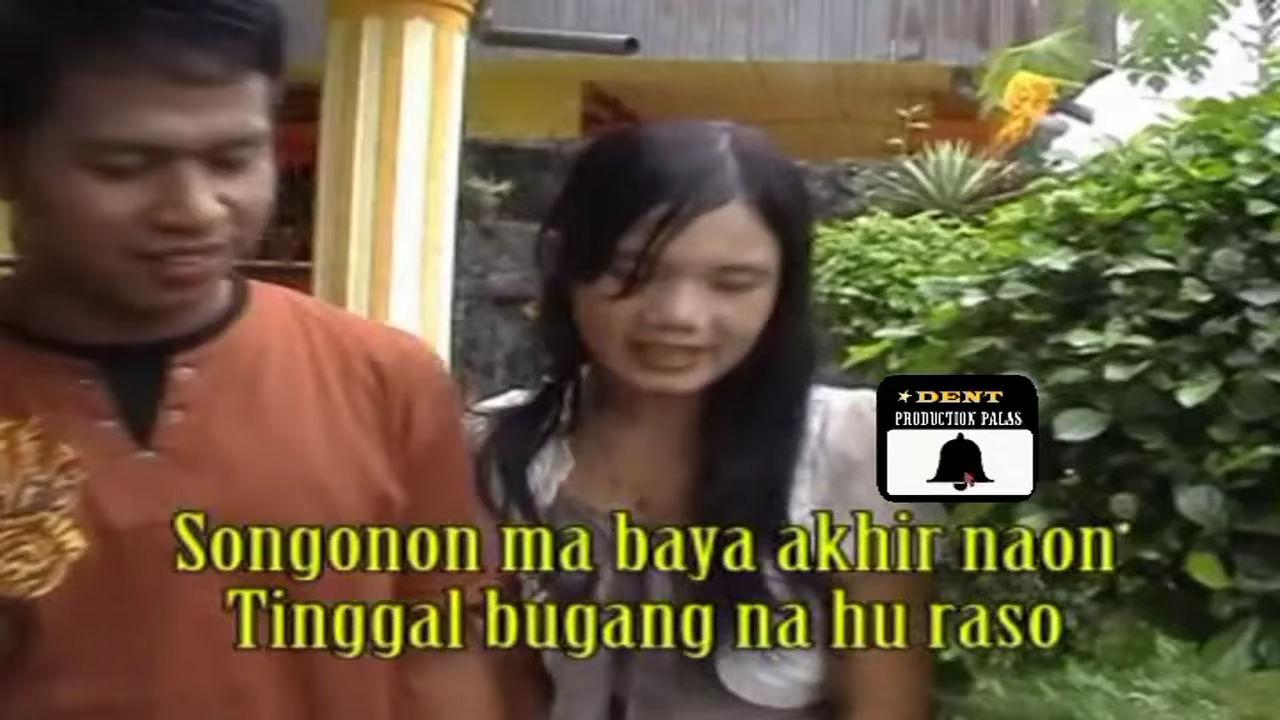 DENT
PRODUCTION PALAS
Songonon ma baya akhir naon
Tinggal bugang na hu raso